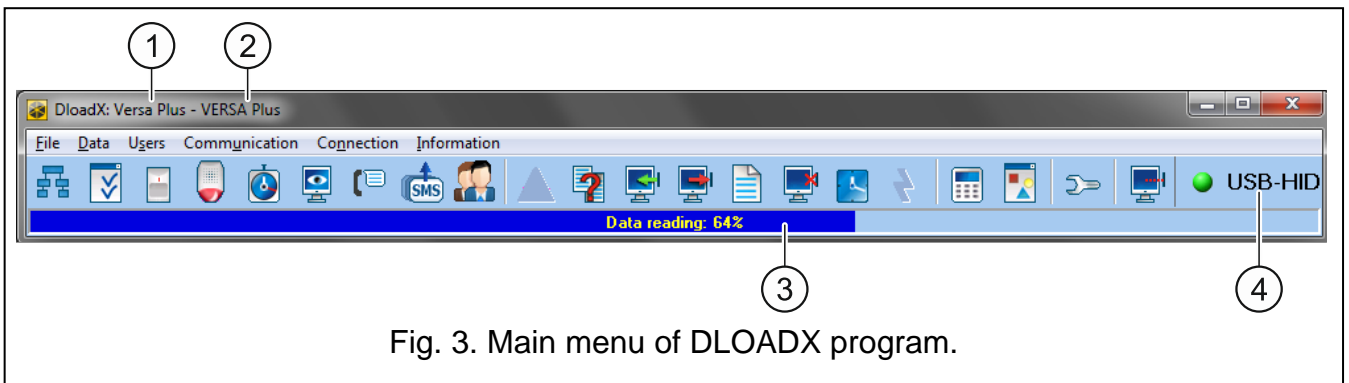 1 2
DloadX: Versa Plus - VERSA Plus
File Data Users Communication Connection Information
SMS ? USB-HID
Data reading: 64%
3 4
Fig. 3. Main menu of DLOADX program.